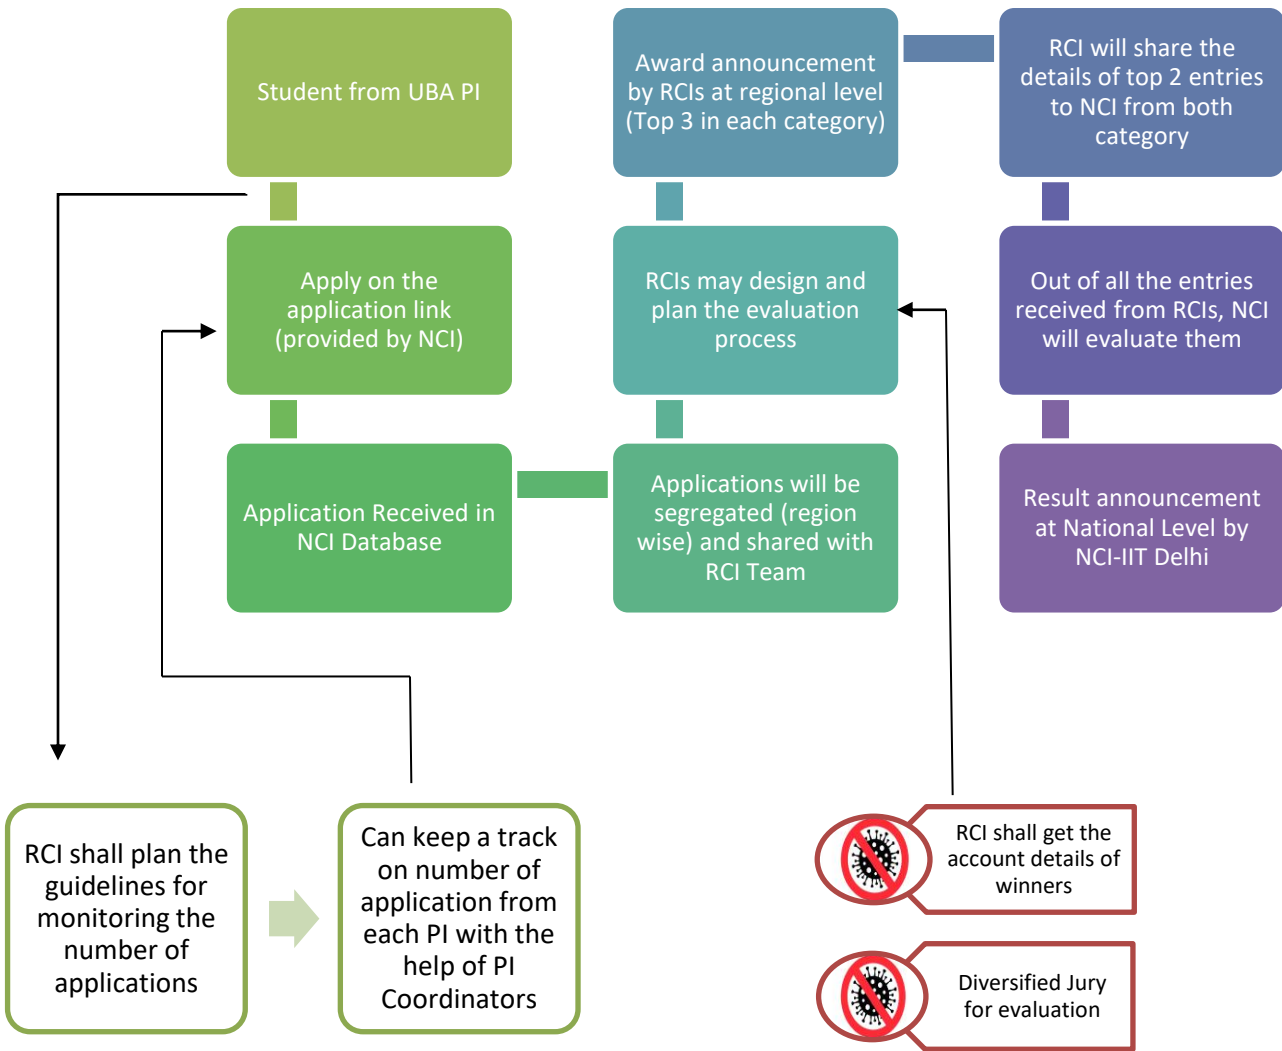 Student from UBA PI
Apply on the
application link
(provided by NCI)
Application Received in
NCI Database
Applications will be
segregated (region
wise) and shared with
RCI Team
RCIs may design and
plan the evaluation
process
Award announcement
by RCIs at regional level
(Top 3 in each category)
RCI will share the
details of top 2 entries
to NCI from both
category
Out of all the entries
received from RCIs, NCI
will evaluate them
Result announcement
at National Level by
NCI-IIT Delhi
RCI shall plan the
guidelines for
monitoring the
number of
applications
Can keep a track
on number of
application from
each PI with the
help of PI
Coordinators
RCI shall get the
account details of
winners
Diversified Jury
for evaluation